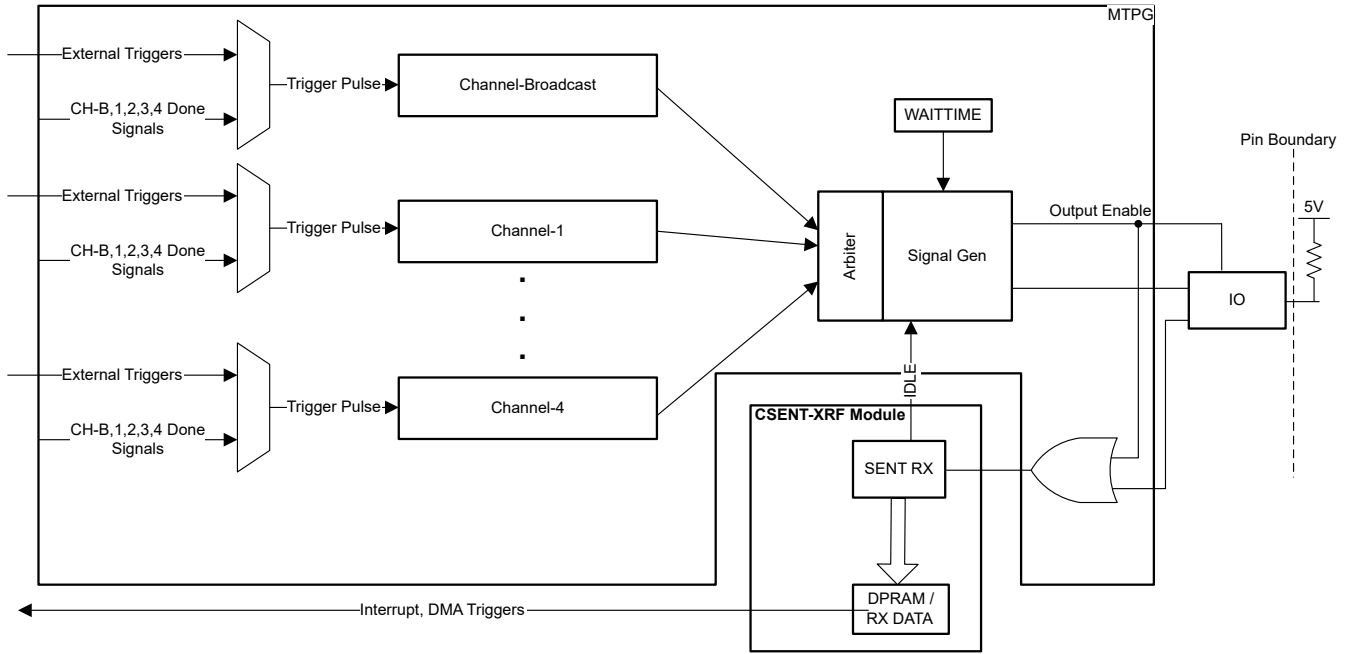 MTPG
External Triggers
CH-B,1,2,3,4 Done
Signals
Trigger Pulse
Channel-Broadcast
WAITTIME
Pin Boundary
External Triggers
CH-B,1,2,3,4 Done
Signals
Trigger Pulse
Channel-1
Arbiter
Signal Gen
Output Enable
5V
IO
External Triggers
CH-B,1,2,3,4 Done
Signals
Trigger Pulse
Channel-4
IDLE
CSENT-XRF Module
SENT RX
DPRAM /
RX DATA
Interrupt, DMA Triggers